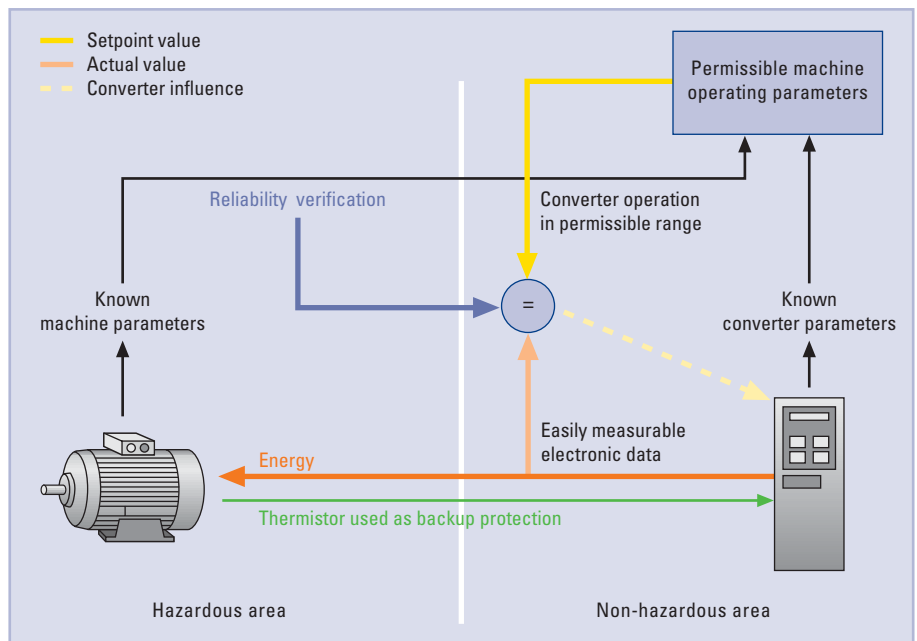 Setpoint value
Actual value
Converter influence
Permissible machine
operating parameters
Reliability verification
Converter operation
in permissible range
Known
machine parameters
=
Known
converter parameters
Easily measurable
electronic data
Energy
Thermistor used as backup protection
Hazardous area
Non-hazardous area